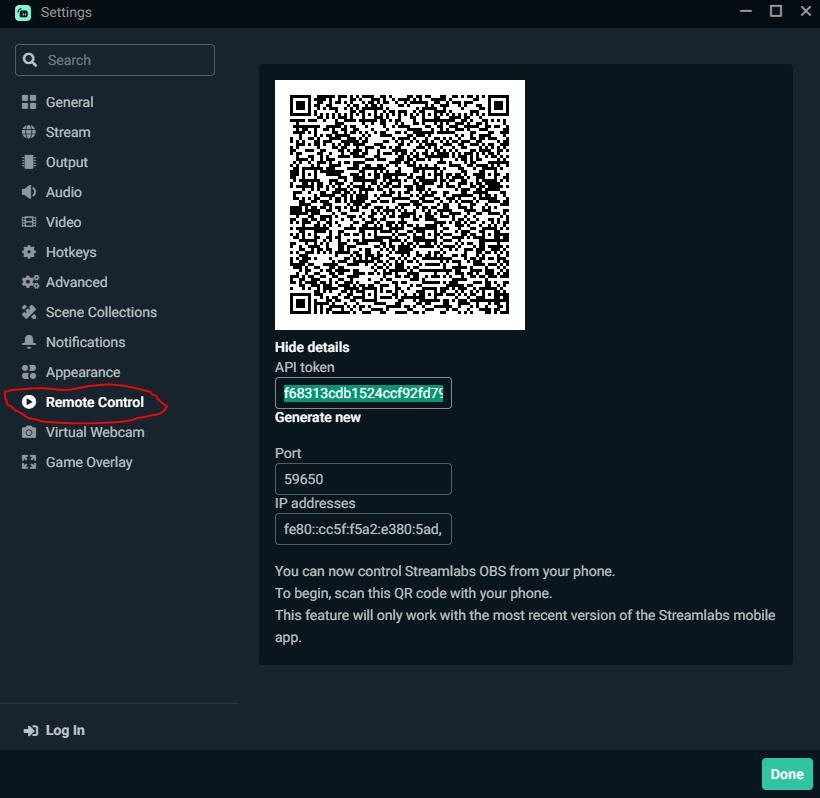 Settings
Search
General
Stream
Output
Audio
Video
Hotkeys
Advanced
Scene Collections
Notifications
Appearance
Remote Control
Virtual Webcam
Game Overlay
Log In
Hide details
API token
f68313cdb1524ccf92fd79
Generate new
Port
59650
IP addresses
fe80::cc5f:f5a2:e380:5ad,
You can now control Streamlabs OBS from your phone.
To begin, scan this QR code with your phone.
This feature will only work with the most recent version of the Streamlabs mobile
app.
Done